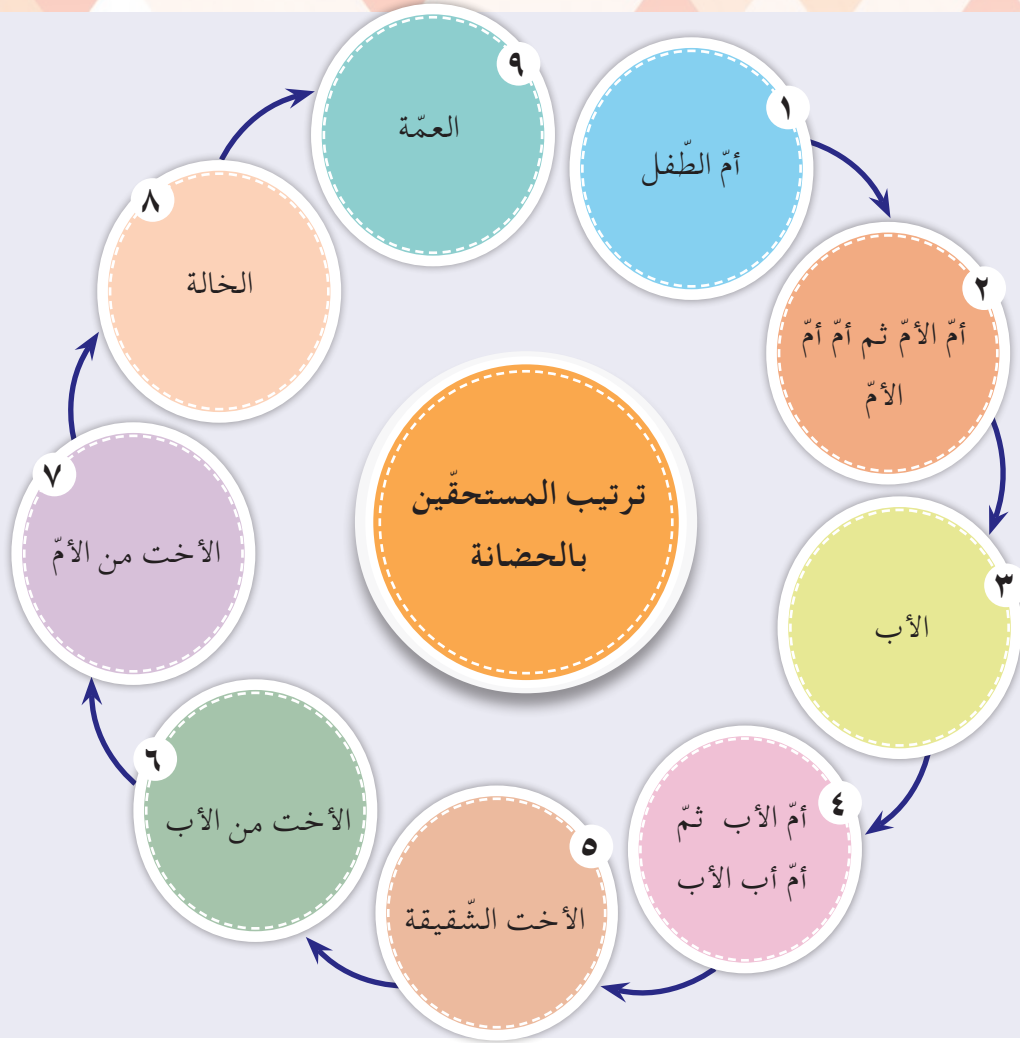 ترتيب المستحقّين
بالحضانة
١
أمّ الطّفل
٢
أمّ الأمّ ثم أمّ أمّ
الأمّ
٣
الأب
٤
أمّ الأب ثمّ
أمّ أب الأب
٥
الأخت الشّقيقة
٦
الأخت من الأب
٧
الأخت من الأمّ
٨
الخالة
٩
العمّة